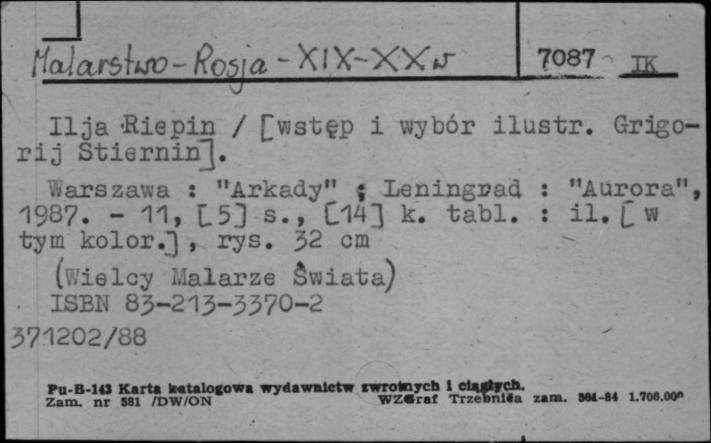 Malarstwo - Rosja - XIX-XX w
7087 IK
Ilja Riepin / [wstęp i wybór ilustr. Grigo-
rij Stiernin].
Warszawa : "Arkady" ; Leningrad : "Aurora",
1987. - 11, [5] s., [14] k. tabl. : il. [w
tym kolor.], rys. 32 cm
(Wielcy Malarze Świata)
ISBN 83-213-3370-2
371202/88
Pu-B-143 Karta katalogowa wydawnictw zwrotnych i ciągłych.
Zam. nr 581 /DW/ON WZGraf Trzebnica zam. 564-84 1.700.000